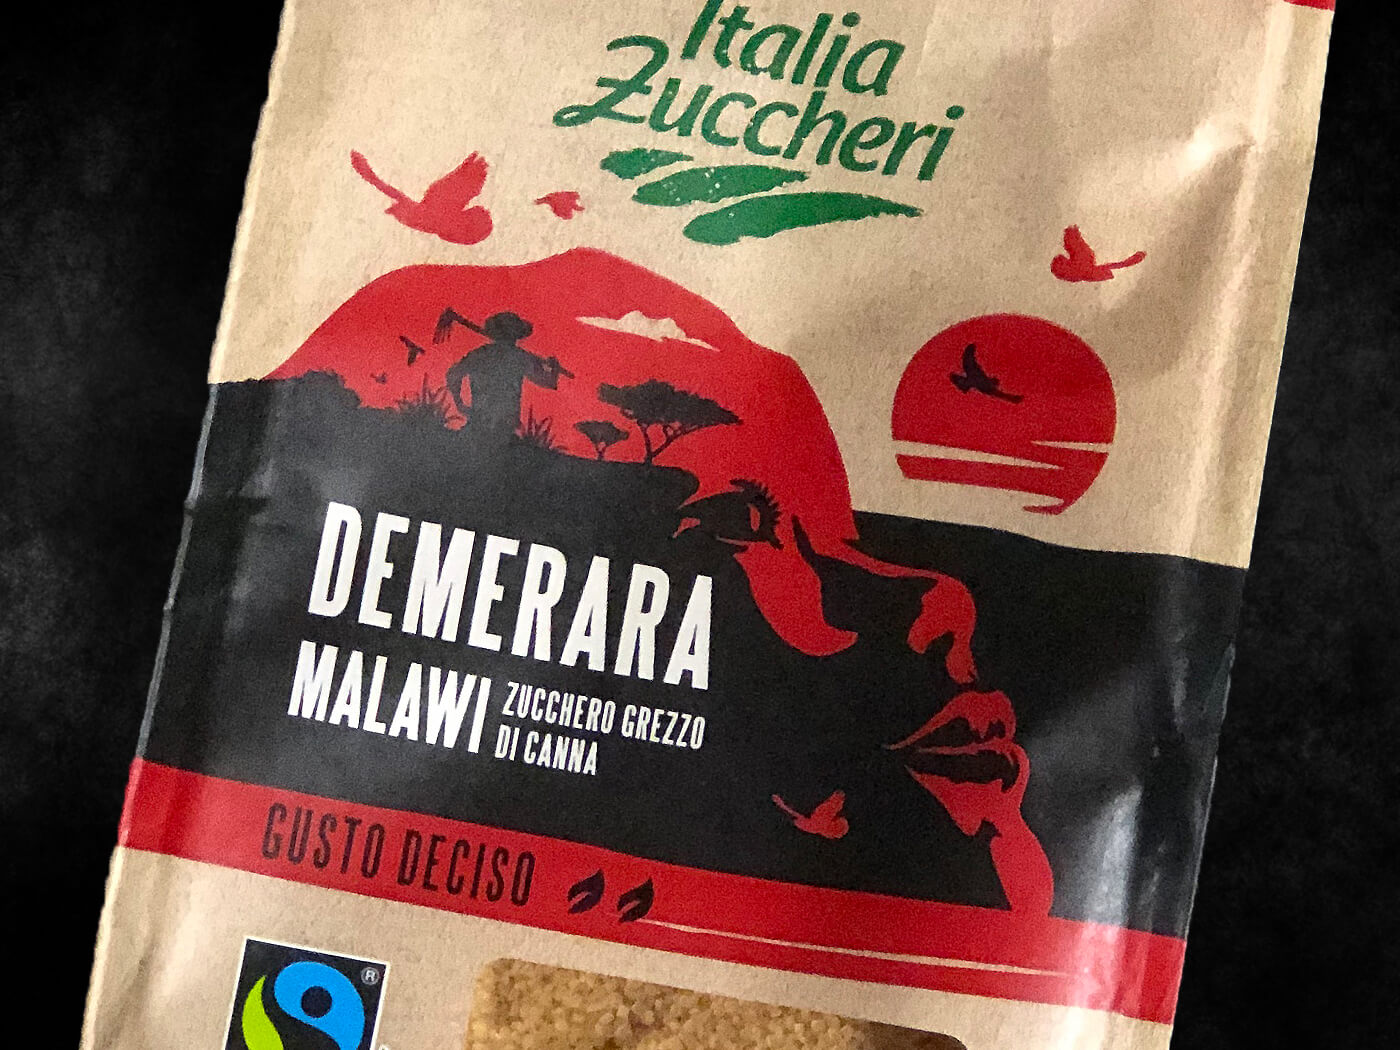 Italia
Zuccheri
DEMERARA
MALAWI ZUCCHERO GREZZO
DI CANNA
GUSTO DECISO
®